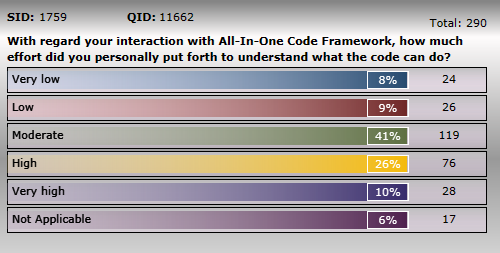 SID: 1759 QID: 11662 Total: 290
With regard your interaction with All-In-One Code Framework, how much
effort did you personally put forth to understand what the code can do?
Very low 8% 24
Low 9% 26
Moderate 41% 119
High 26% 76
Very high 10% 28
Not Applicable 6% 17